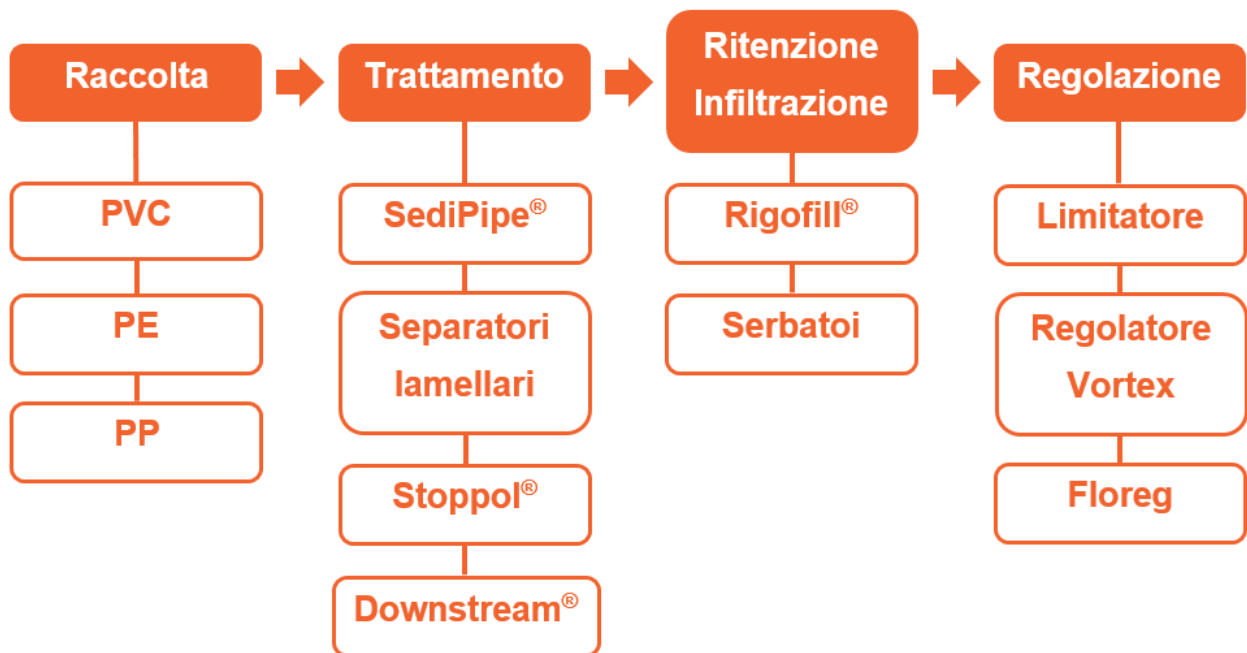 Raccolta
PVC
PE
PP
Trattamento
SediPipe®
Separatori
lamellari
Stoppol®
Downstream®
Ritenzione
Infiltrazione
Rigofill®
Serbatoi
Regolazione
Limitatore
Regolatore
Vortex
Floreg